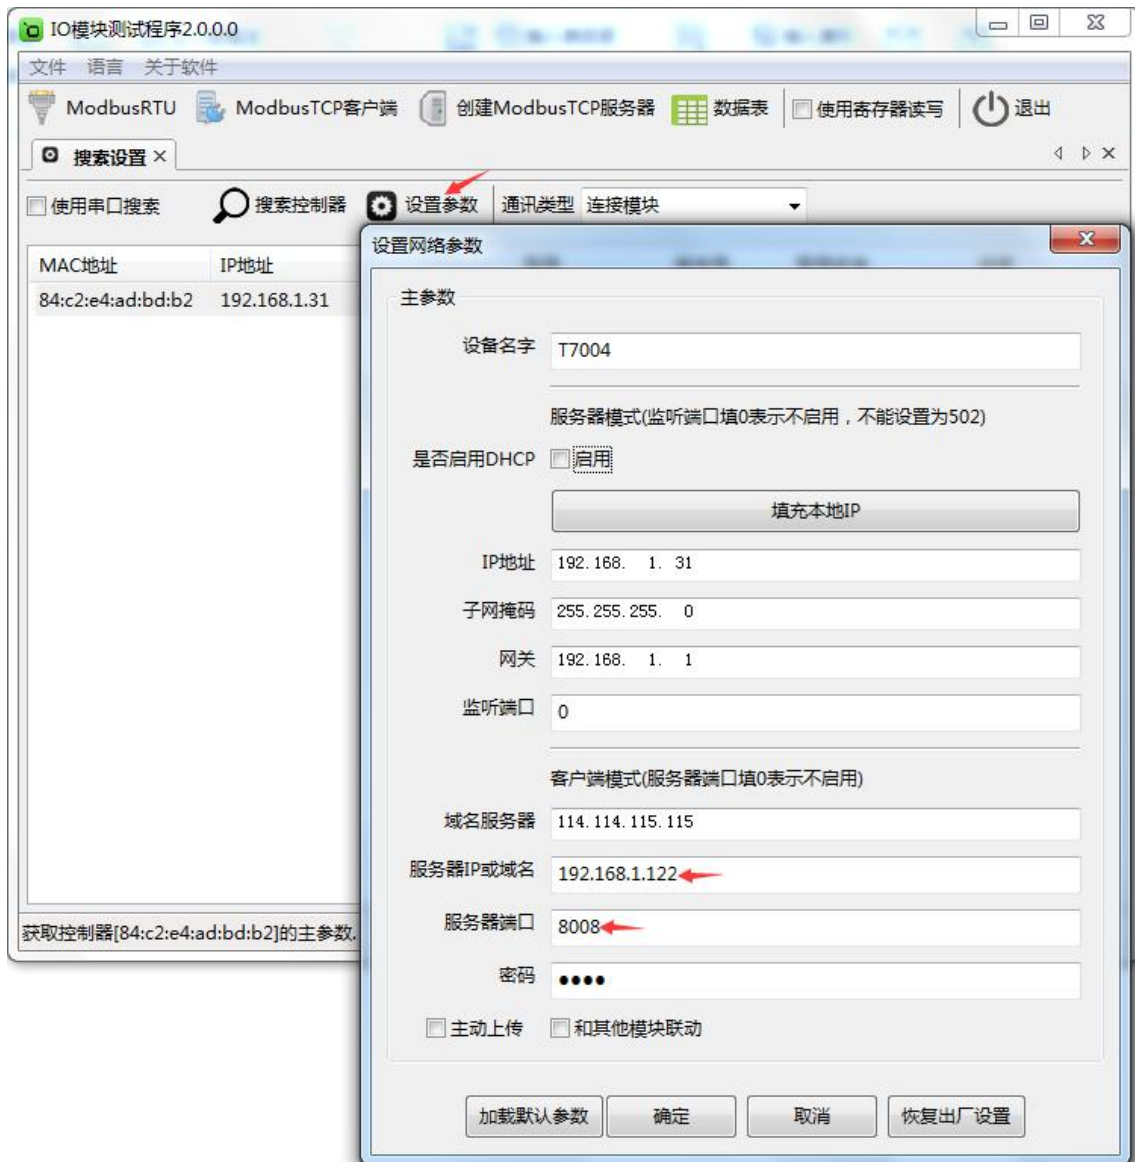 IO模块测试程序2.0.0.0
文件 语言 关于软件
ModbusRTU ModbusTCP客户端 创建ModbusTCP服务器 数据表 使用寄存器读写 退出
搜索设置
使用串口搜索 搜索控制器 设置参数 通讯类型 连接模块
MAC地址 IP地址
84:c2:e4:ad:bd:b2 192.168.1.31
获取控制器[84:c2:e4:ad:bd:b2]的主参数.
设置网络参数
主参数
设备名字 T7004
服务器模式(监听端口填0表示不启用，不能设置为502)
是否启用DHCP 启用
填充本地IP
IP地址 192.168. 1. 31
子网掩码 255.255.255. 0
网关 192.168. 1. 1
监听端口 0
客户端模式(服务器端口填0表示不启用)
域名服务器 114.114.115.115
服务器IP或域名 192.168.1.122
服务器端口 8008
密码 ●●●●
主动上传 和其他模块联动
加载默认参数 确定 取消 恢复出厂设置